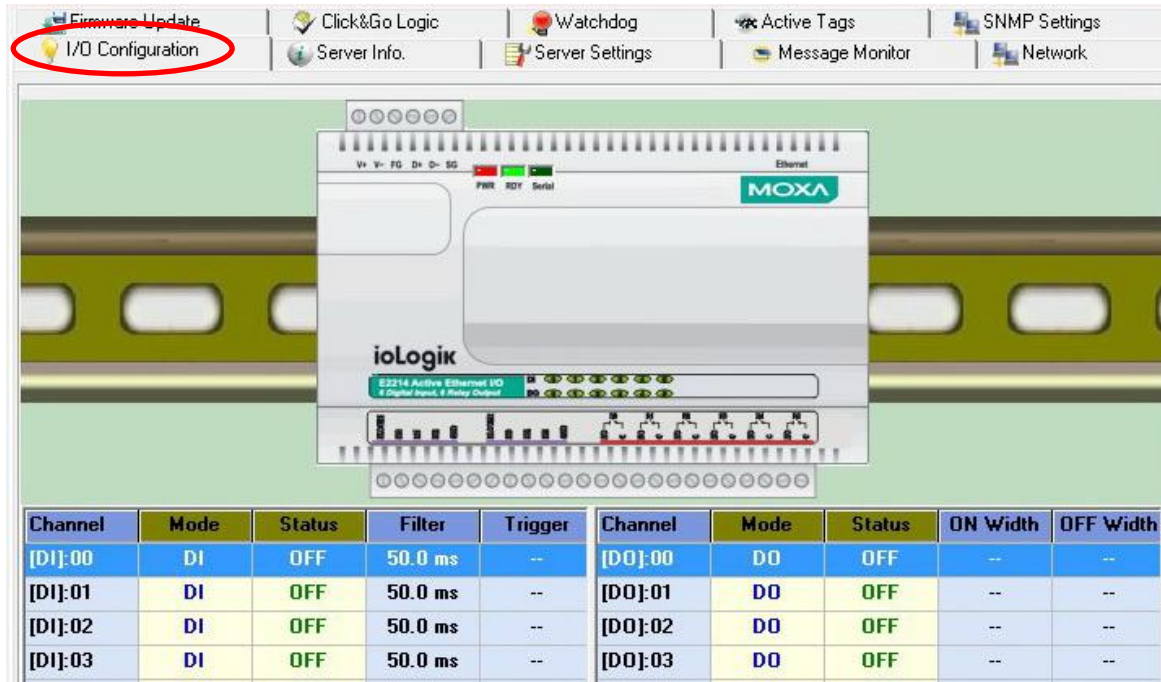 Firmware Update Click&Go Logic Watchdog Active Tags SNMP Settings
I/O Configuration Server Info. Server Settings Message Monitor Network
V+ V- FG D+ D- SG
PWR RDY Serial
Ethernet
MOXA
ioLogik
E2214 Active Ethernet I/O
6 Digital Input, 6 Relay Output
DI
DO
Channel Mode Status Filter Trigger Channel Mode Status ON Width OFF Width
[DI]:00 DI OFF 50.0 ms -- [DO]:00 DO OFF -- --
[DI]:01 DI OFF 50.0 ms -- [DO]:01 DO OFF -- --
[DI]:02 DI OFF 50.0 ms -- [DO]:02 DO OFF -- --
[DI]:03 DI OFF 50.0 ms -- [DO]:03 DO OFF -- --